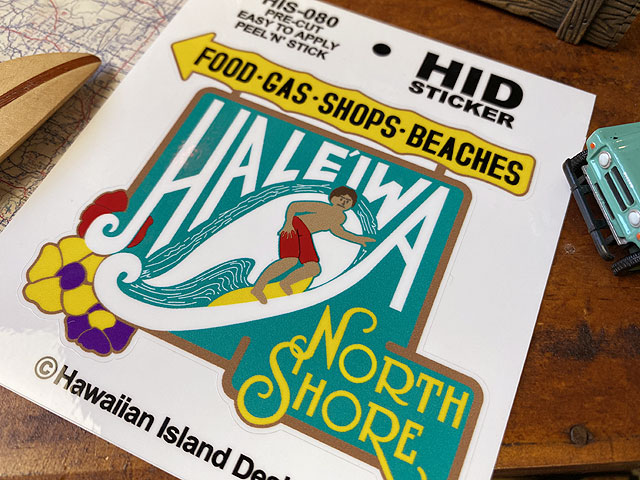 HIS-080
PRE-CUT
EASY TO APPLY
PEEL 'N' STICK
HID
STICKER
FOOD·GAS·SHOPS·BEACHES
HALE'IWA
NORTH
SHORE
©Hawaiian Island